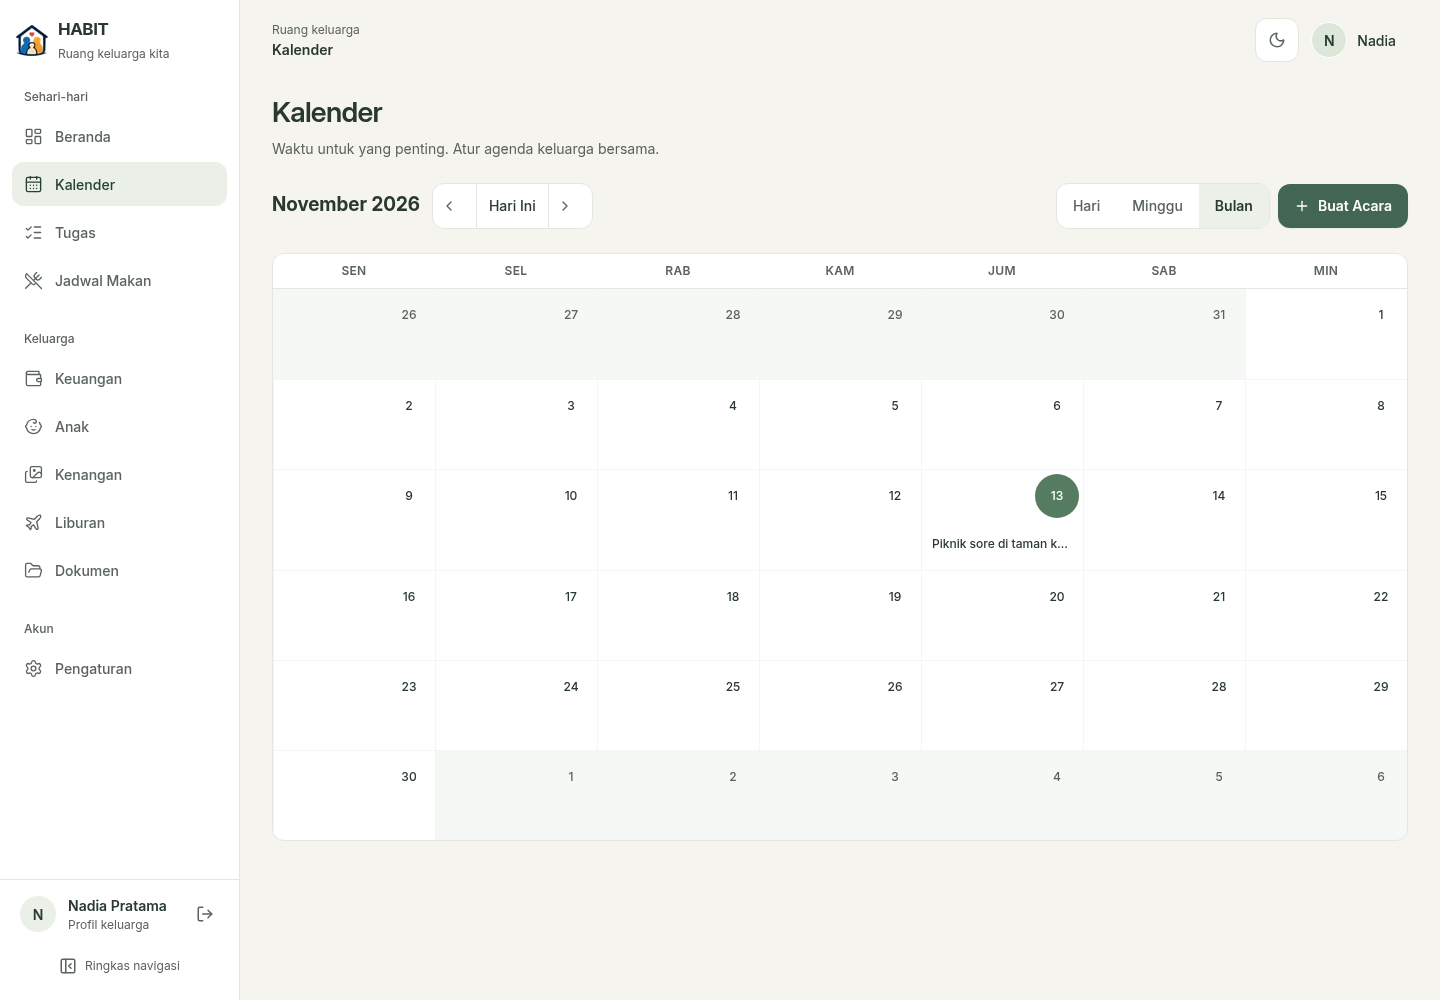 HABIT
Ruang keluarga kita
Sehari-hari
Beranda
Kalender
Tugas
Jadwal Makan
Keluarga
Keuangan
Anak
Kenangan
Liburan
Dokumen
Akun
Pengaturan
N
Nadia Pratama
Profil keluarga
Ringkas navigasi
Ruang keluarga
Kalender
N Nadia
Kalender
Waktu untuk yang penting. Atur agenda keluarga bersama.
November 2026 Hari Ini Hari Minggu Bulan + Buat Acara
SEN SEL RAB KAM JUM SAB MIN
26 27 28 29 30 31 1
2 3 4 5 6 7 8
9 10 11 12 13 14 15
Piknik sore di taman k...
16 17 18 19 20 21 22
23 24 25 26 27 28 29
30 1 2 3 4 5 6